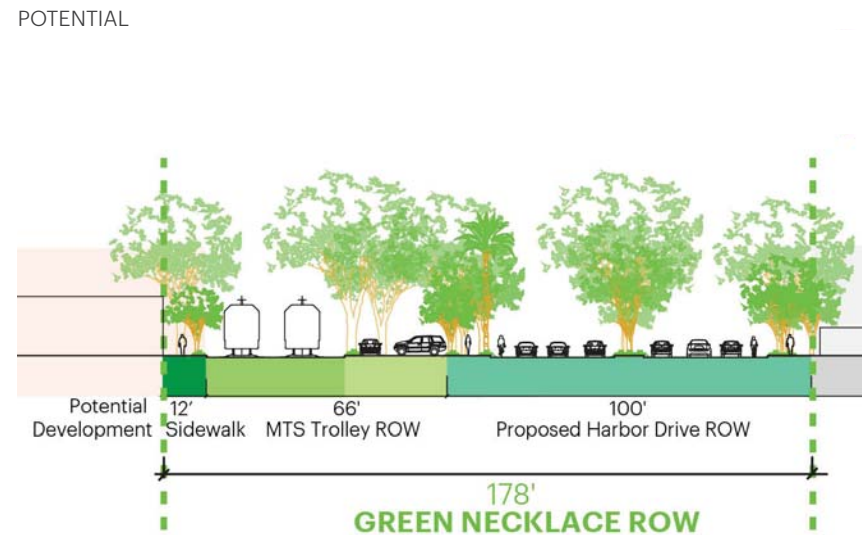 POTENTIAL
Potential
Development
12'
Sidewalk
66'
MTS Trolley ROW
100'
Proposed Harbor Drive ROW
178'
GREEN NECKLACE ROW